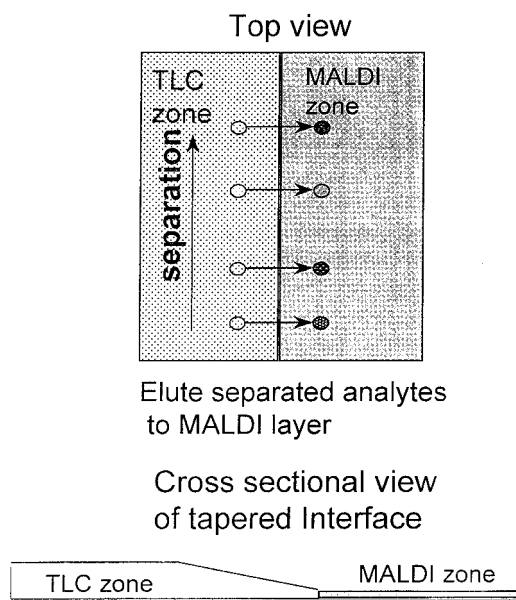 Top view
TLC
zone
MALDI
zone
separation
Elute separated analytes
to MALDI layer
Cross sectional view
of tapered Interface
TLC zone
MALDI zone